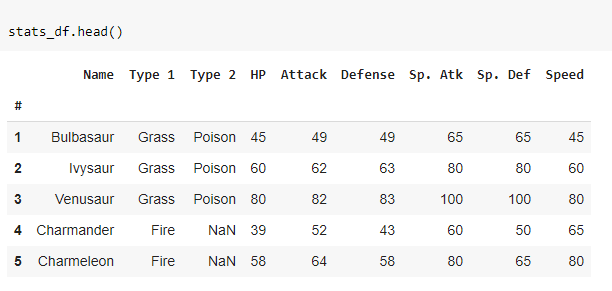 stats_df.head()
Name Type 1 Type 2 HP Attack Defense Sp. Atk Sp. Def Speed
#
1 Bulbasaur Grass Poison 45 49 49 65 65 45
2 Ivysaur Grass Poison 60 62 63 80 80 60
3 Venusaur Grass Poison 80 82 83 100 100 80
4 Charmander Fire NaN 39 52 43 60 50 65
5 Charmeleon Fire NaN 58 64 58 80 65 80